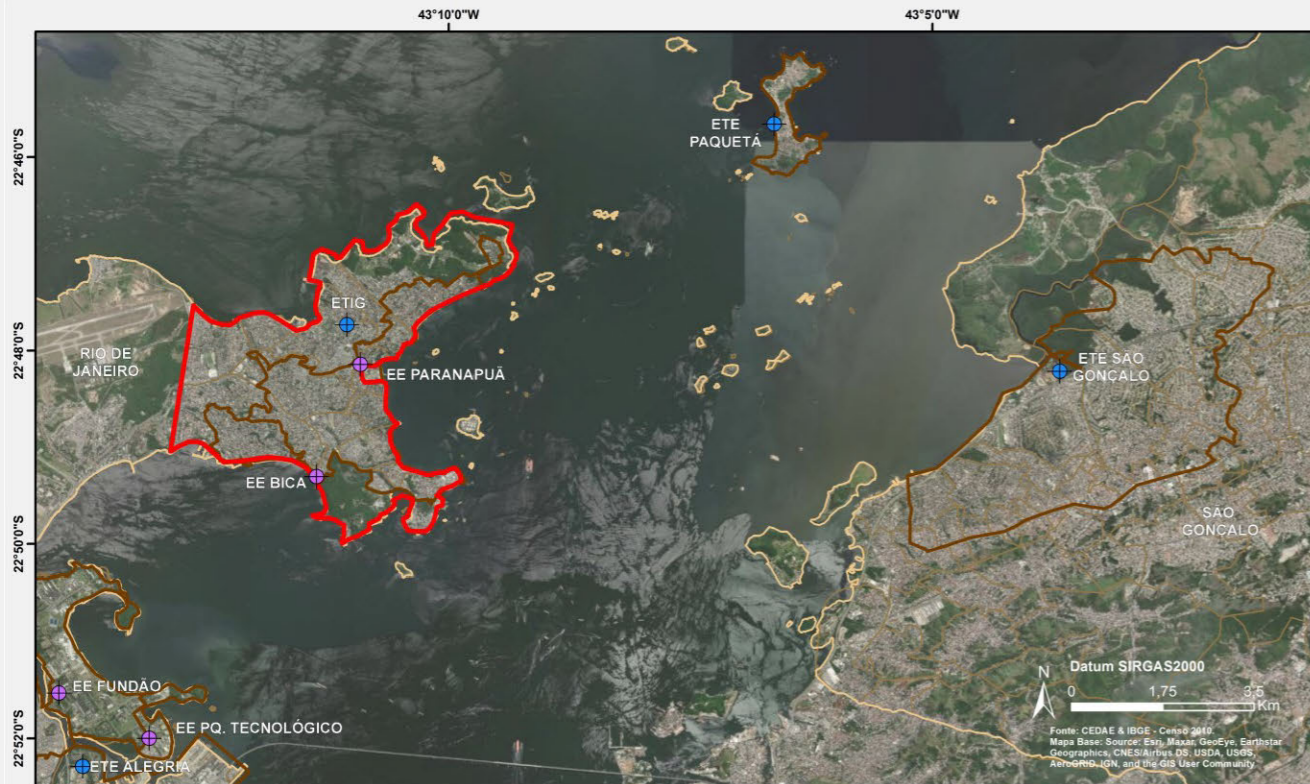 43°10'0"W
43°5'0"W
22°46'0"S
22°48'0"S
22°50'0"S
22°52'0"S
ETE
PAQUETÁ
ETIG
RIO DE
JANEIRO
EE PARANAPUÃ
EE BICA
ETE SAO
GONÇALO
SAO
GONCALO
EE FUNDÃO
EE PQ. TECNOLÓGICO
ETE ALEGRIA
N
Datum SIRGAS2000
0 1,75 3,5
Km
Fonte: CEDAE & IBGE - Censo 2010.
Mapa Base: Source: Esri, Maxar, GeoEye, Earthstar
Geographics, CNES/Airbus DS, USDA, USGS,
AeroGRID, IGN, and the GIS User Community